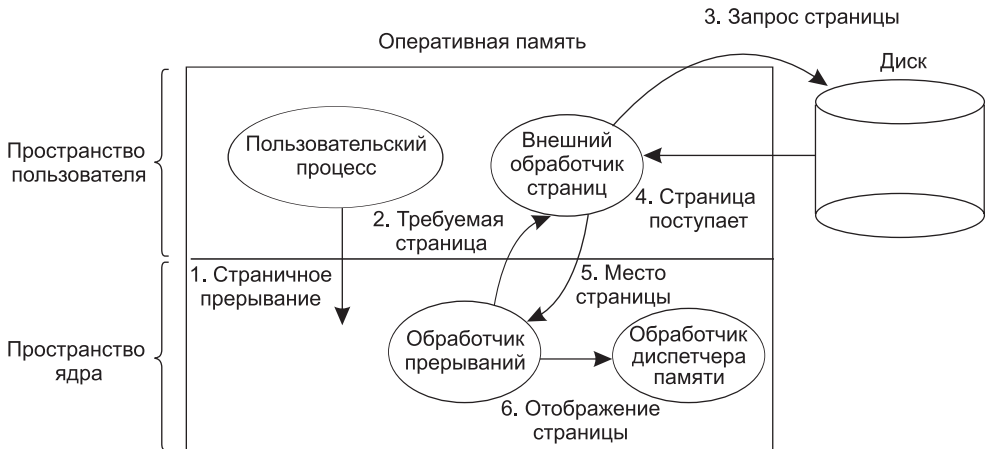 3. Запрос страницы
Оперативная память
Диск
Пользовательский
процесс
Внешний
обработчик
страниц
Пространство
пользователя
4. Страница
поступает
2. Требуемая
страница
1. Страничное
прерывание
5. Место
страницы
Обработчик
прерываний
Обработчик
диспетчера
памяти
Пространство
ядра
6. Отображение
страницы